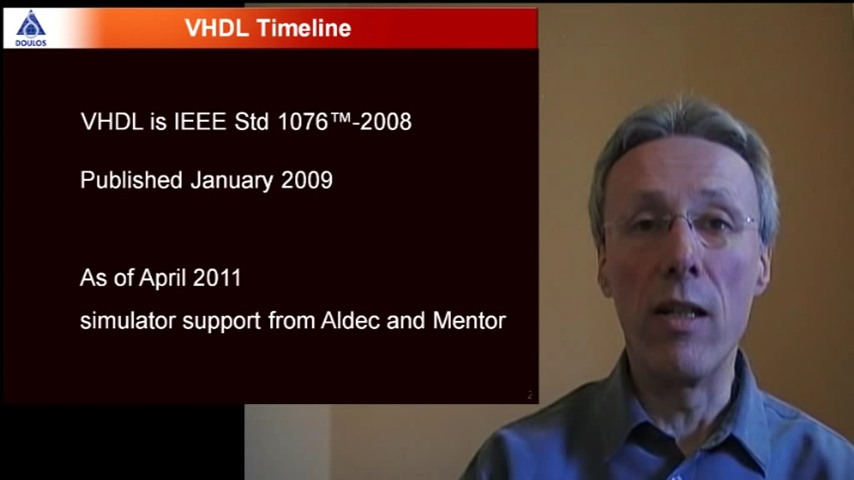 DOULOS
VHDL Timeline
VHDL is IEEE Std 1076™-2008
Published January 2009
As of April 2011
simulator support from Aldec and Mentor
2